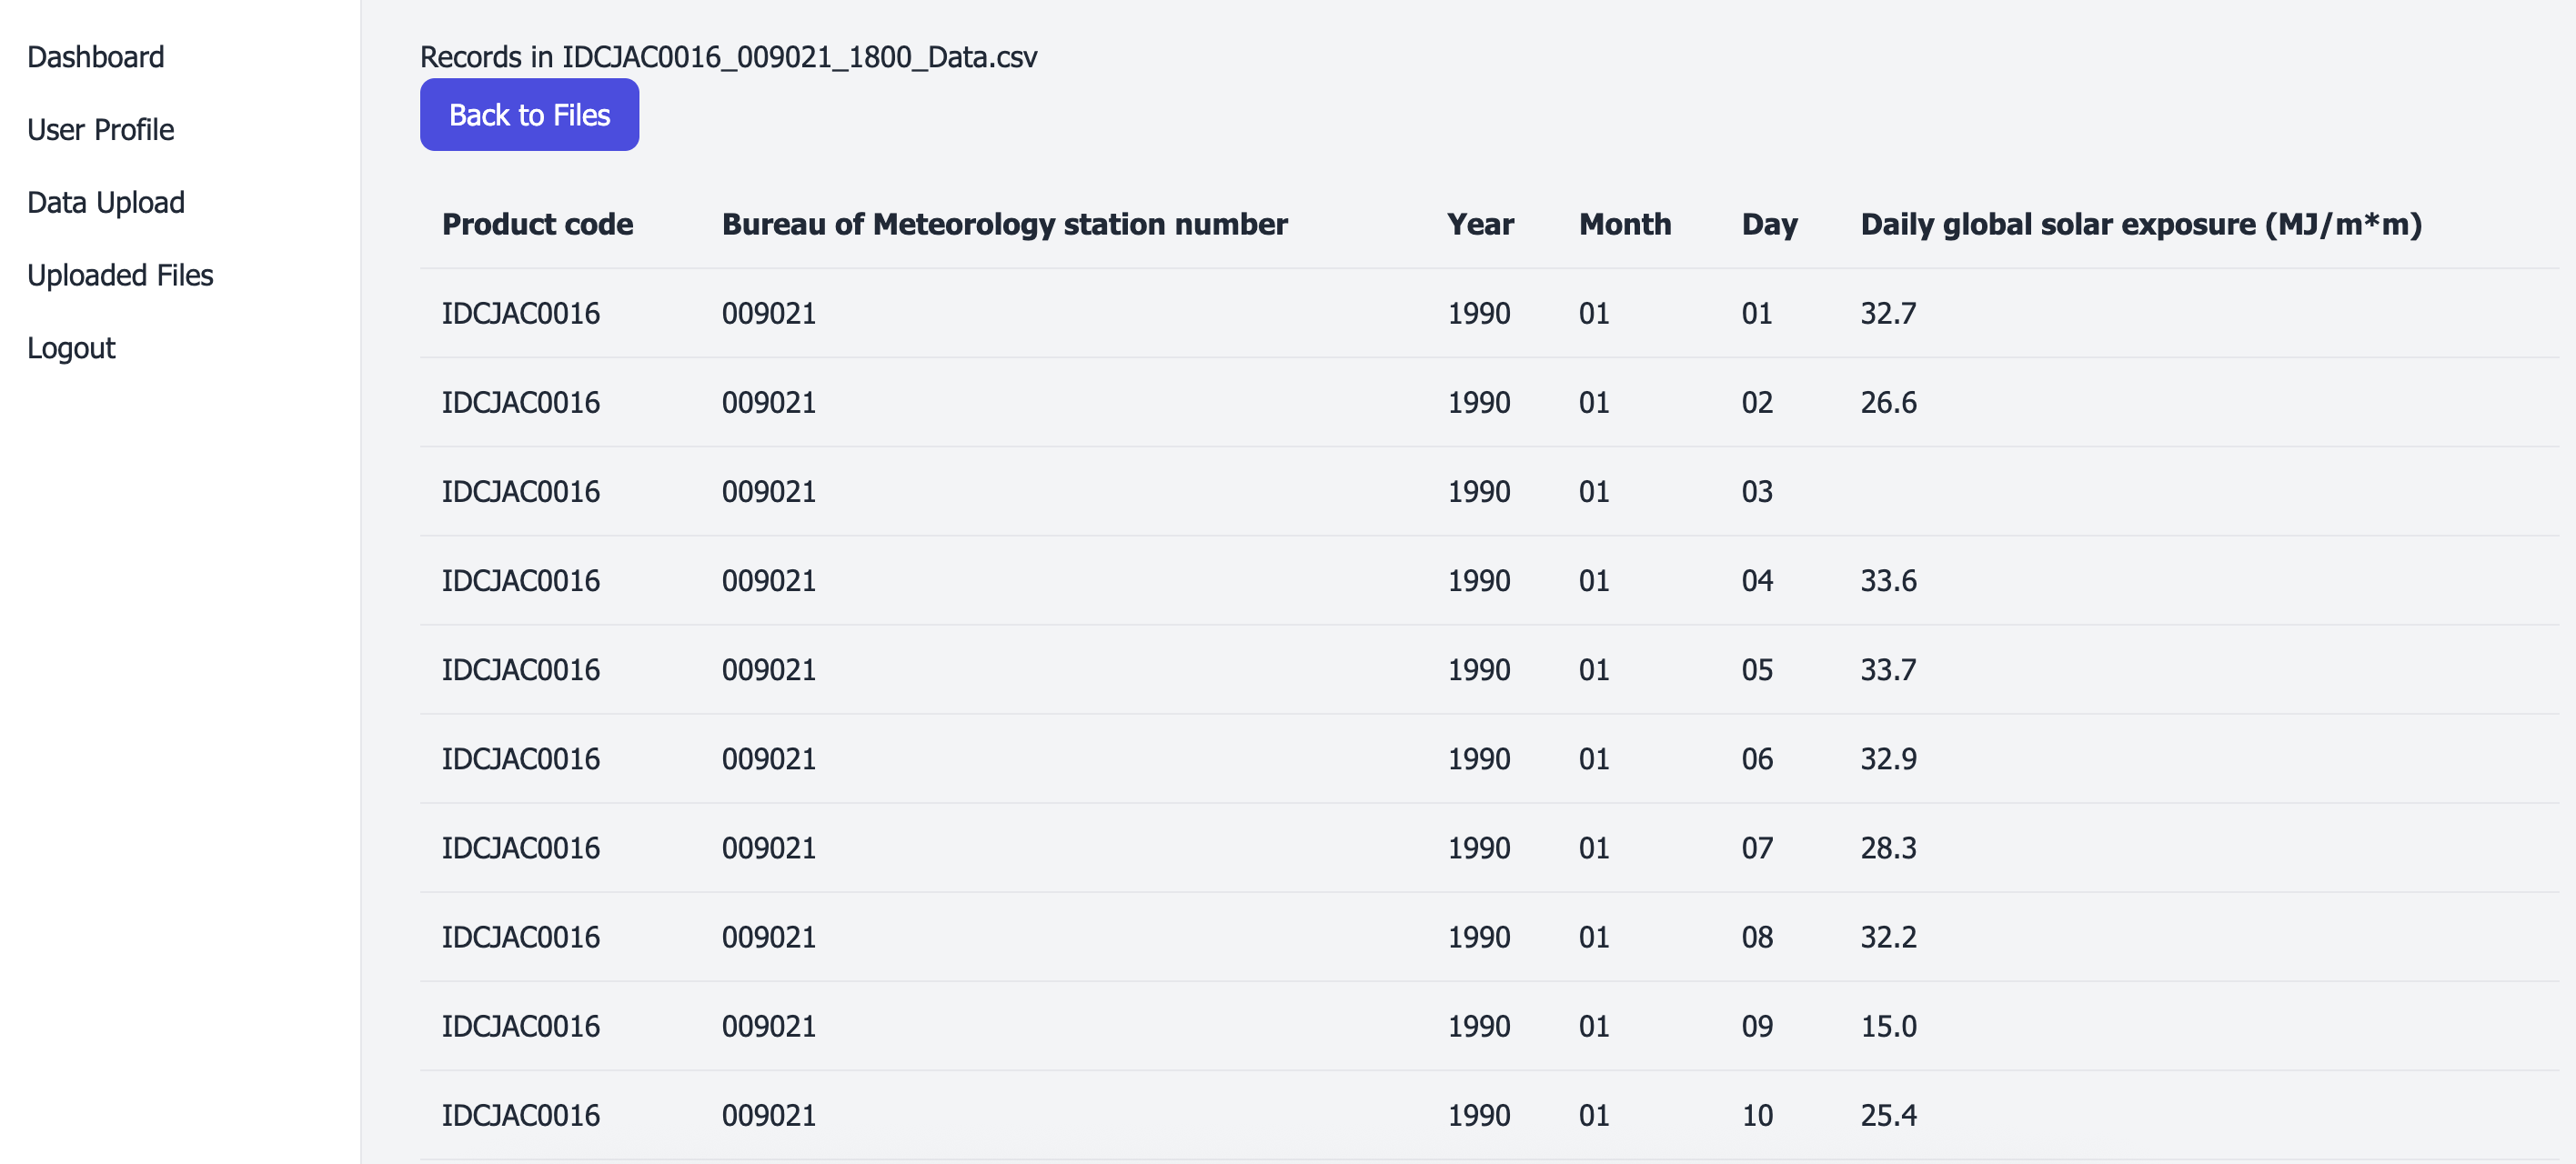 Dashboard
User Profile
Data Upload
Uploaded Files
Logout
Records in IDCJAC0016_009021_1800_Data.csv
Back to Files
Product code Bureau of Meteorology station number Year Month Day Daily global solar exposure (MJ/m*m)
IDCJAC0016 009021 1990 01 01 32.7
IDCJAC0016 009021 1990 01 02 26.6
IDCJAC0016 009021 1990 01 03
IDCJAC0016 009021 1990 01 04 33.6
IDCJAC0016 009021 1990 01 05 33.7
IDCJAC0016 009021 1990 01 06 32.9
IDCJAC0016 009021 1990 01 07 28.3
IDCJAC0016 009021 1990 01 08 32.2
IDCJAC0016 009021 1990 01 09 15.0
IDCJAC0016 009021 1990 01 10 25.4